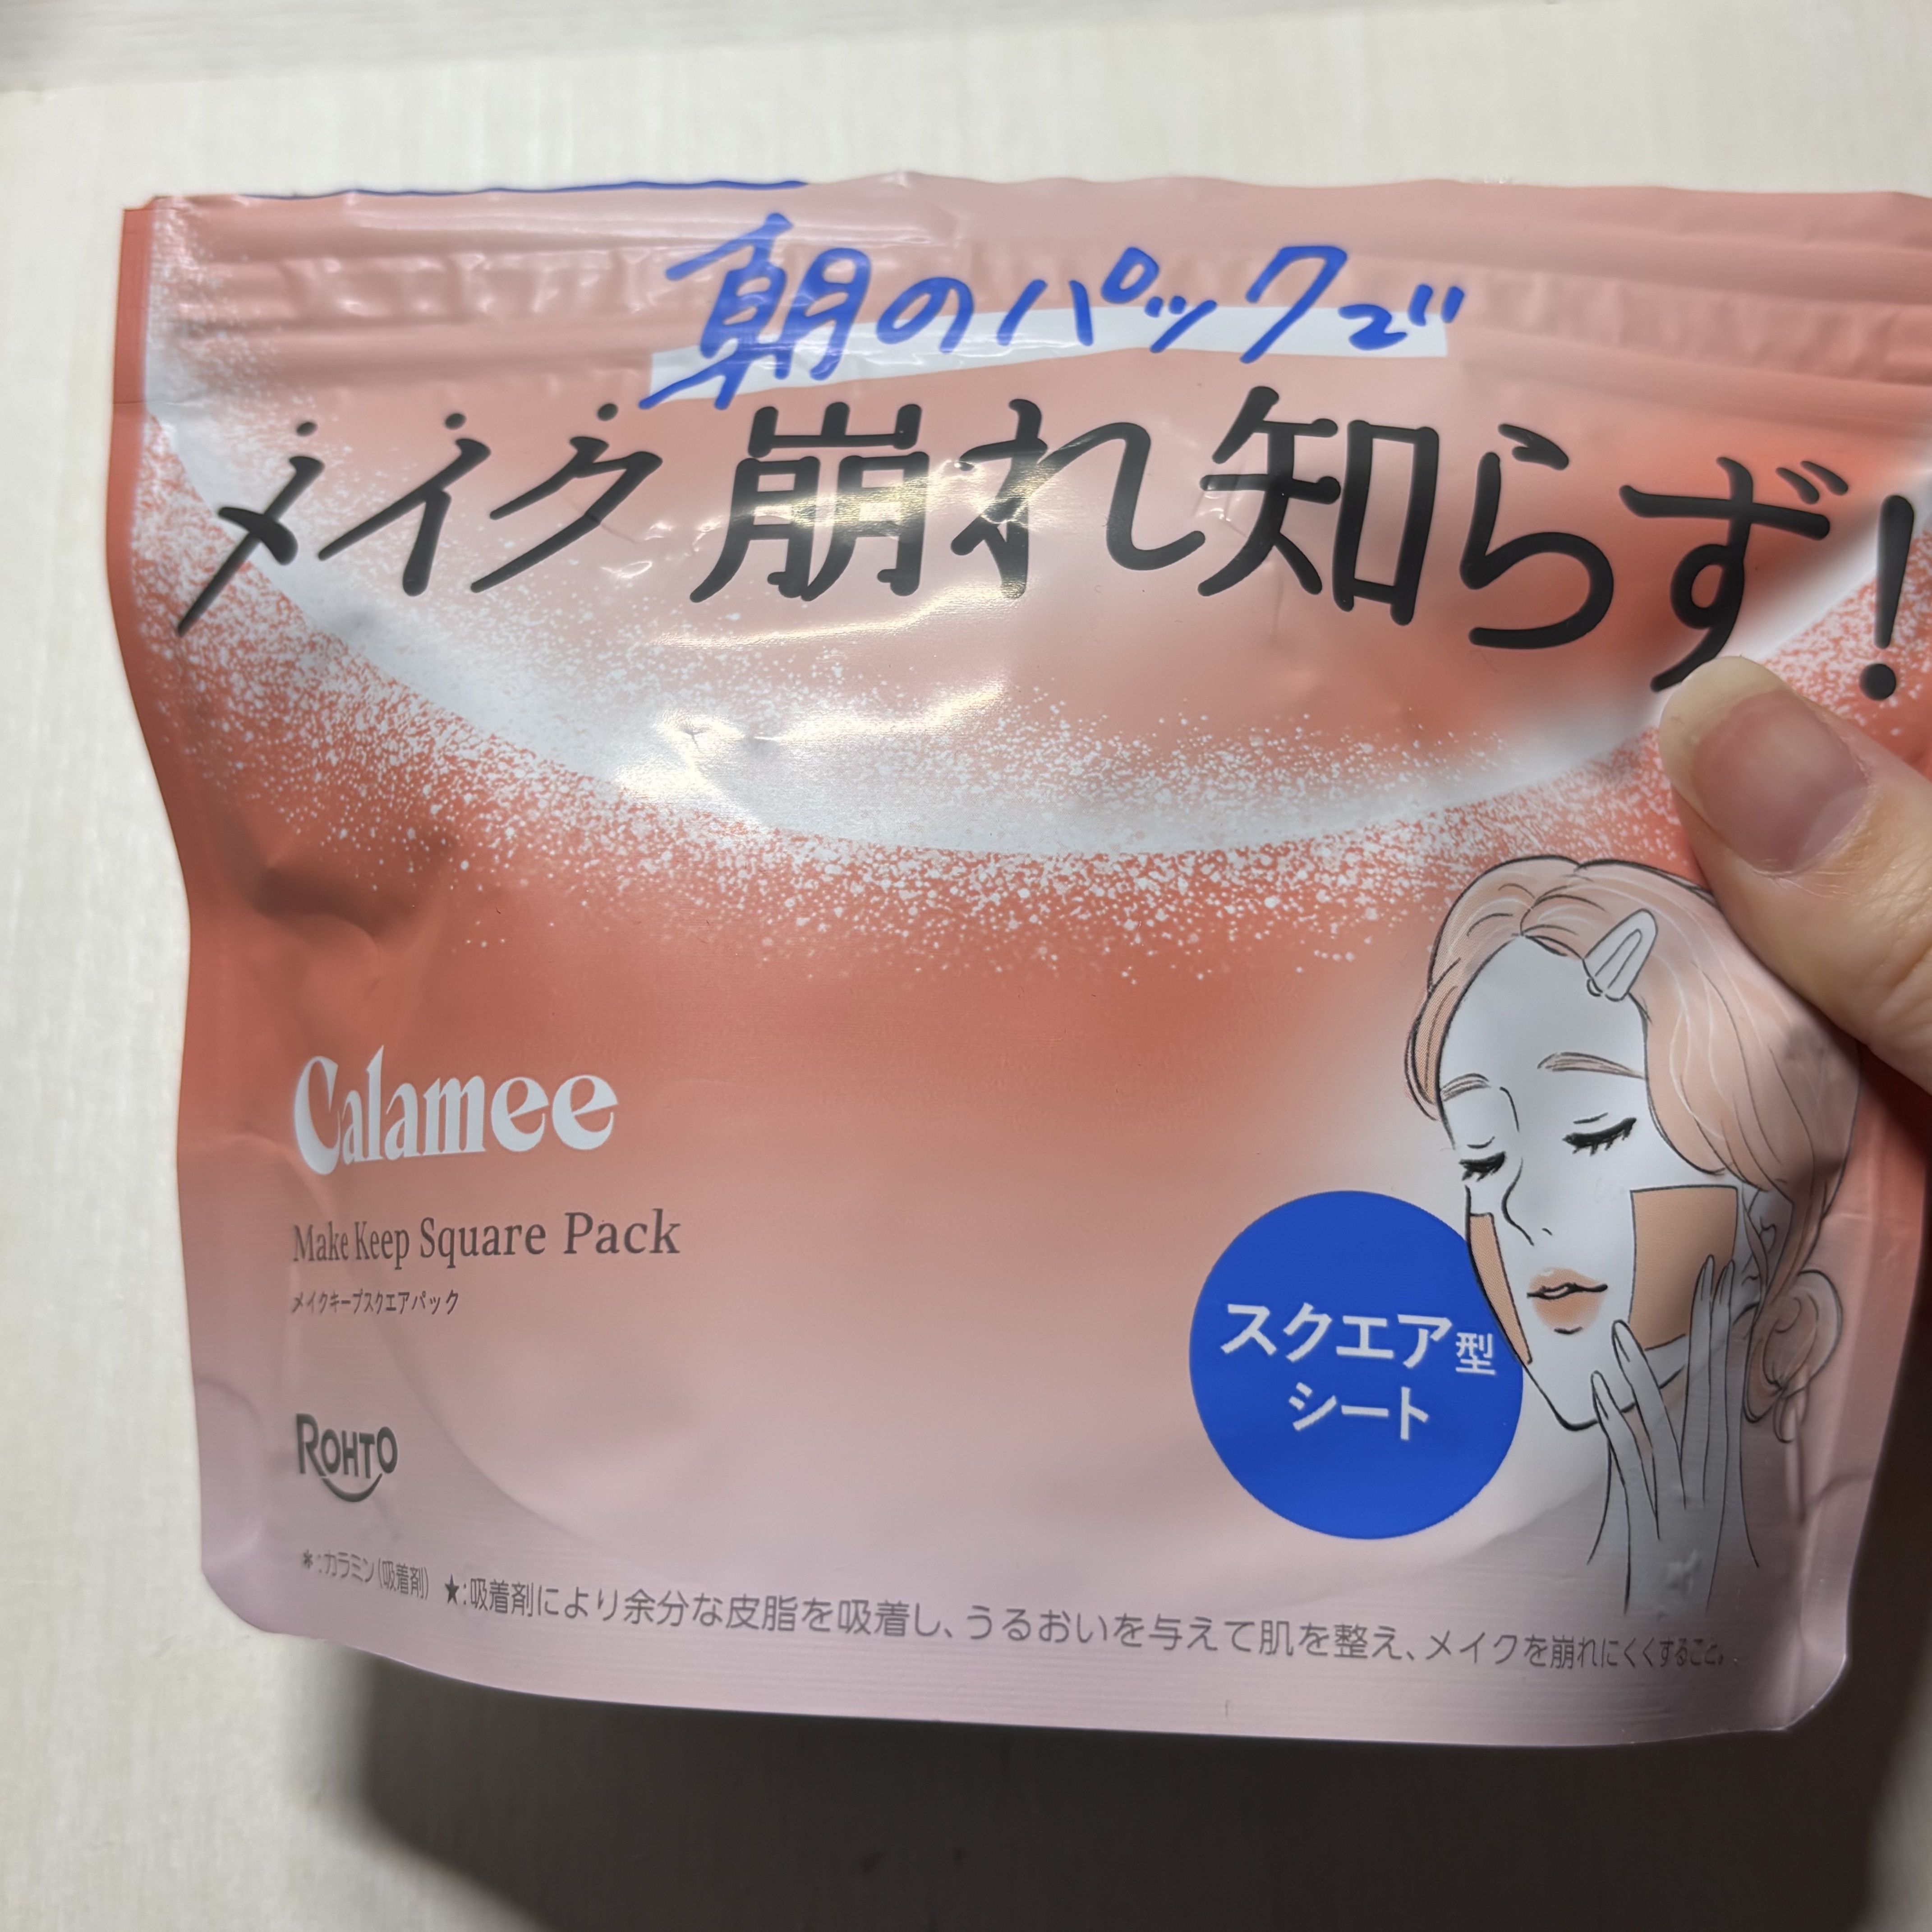 朝のパックで
メイク崩れ知らず!
Calamee
Make Keep Square Pack
メイクキープスクエアパック
スクエア型
シート
ROHTO
*:カラミン(吸着剤) ★:吸着剤により余分な皮脂を吸着し、うるおいを与えて肌を整え、メイクを崩れにくくすること。